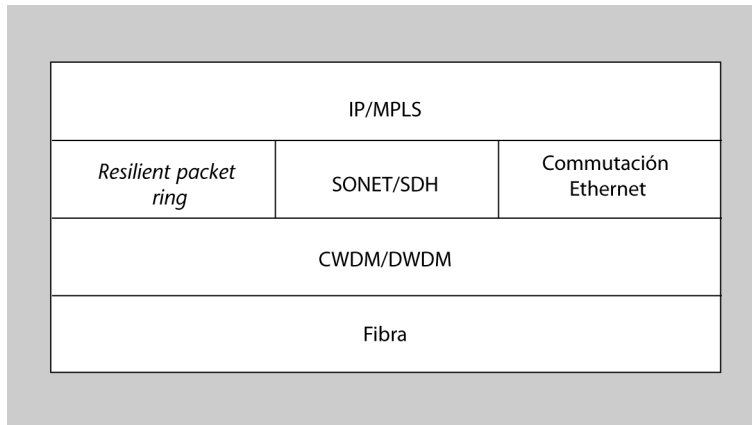 IP/MPLS
Resilient packet
ring
SONET/SDH
Commutación
Ethernet
CWDM/DWDM
Fibra